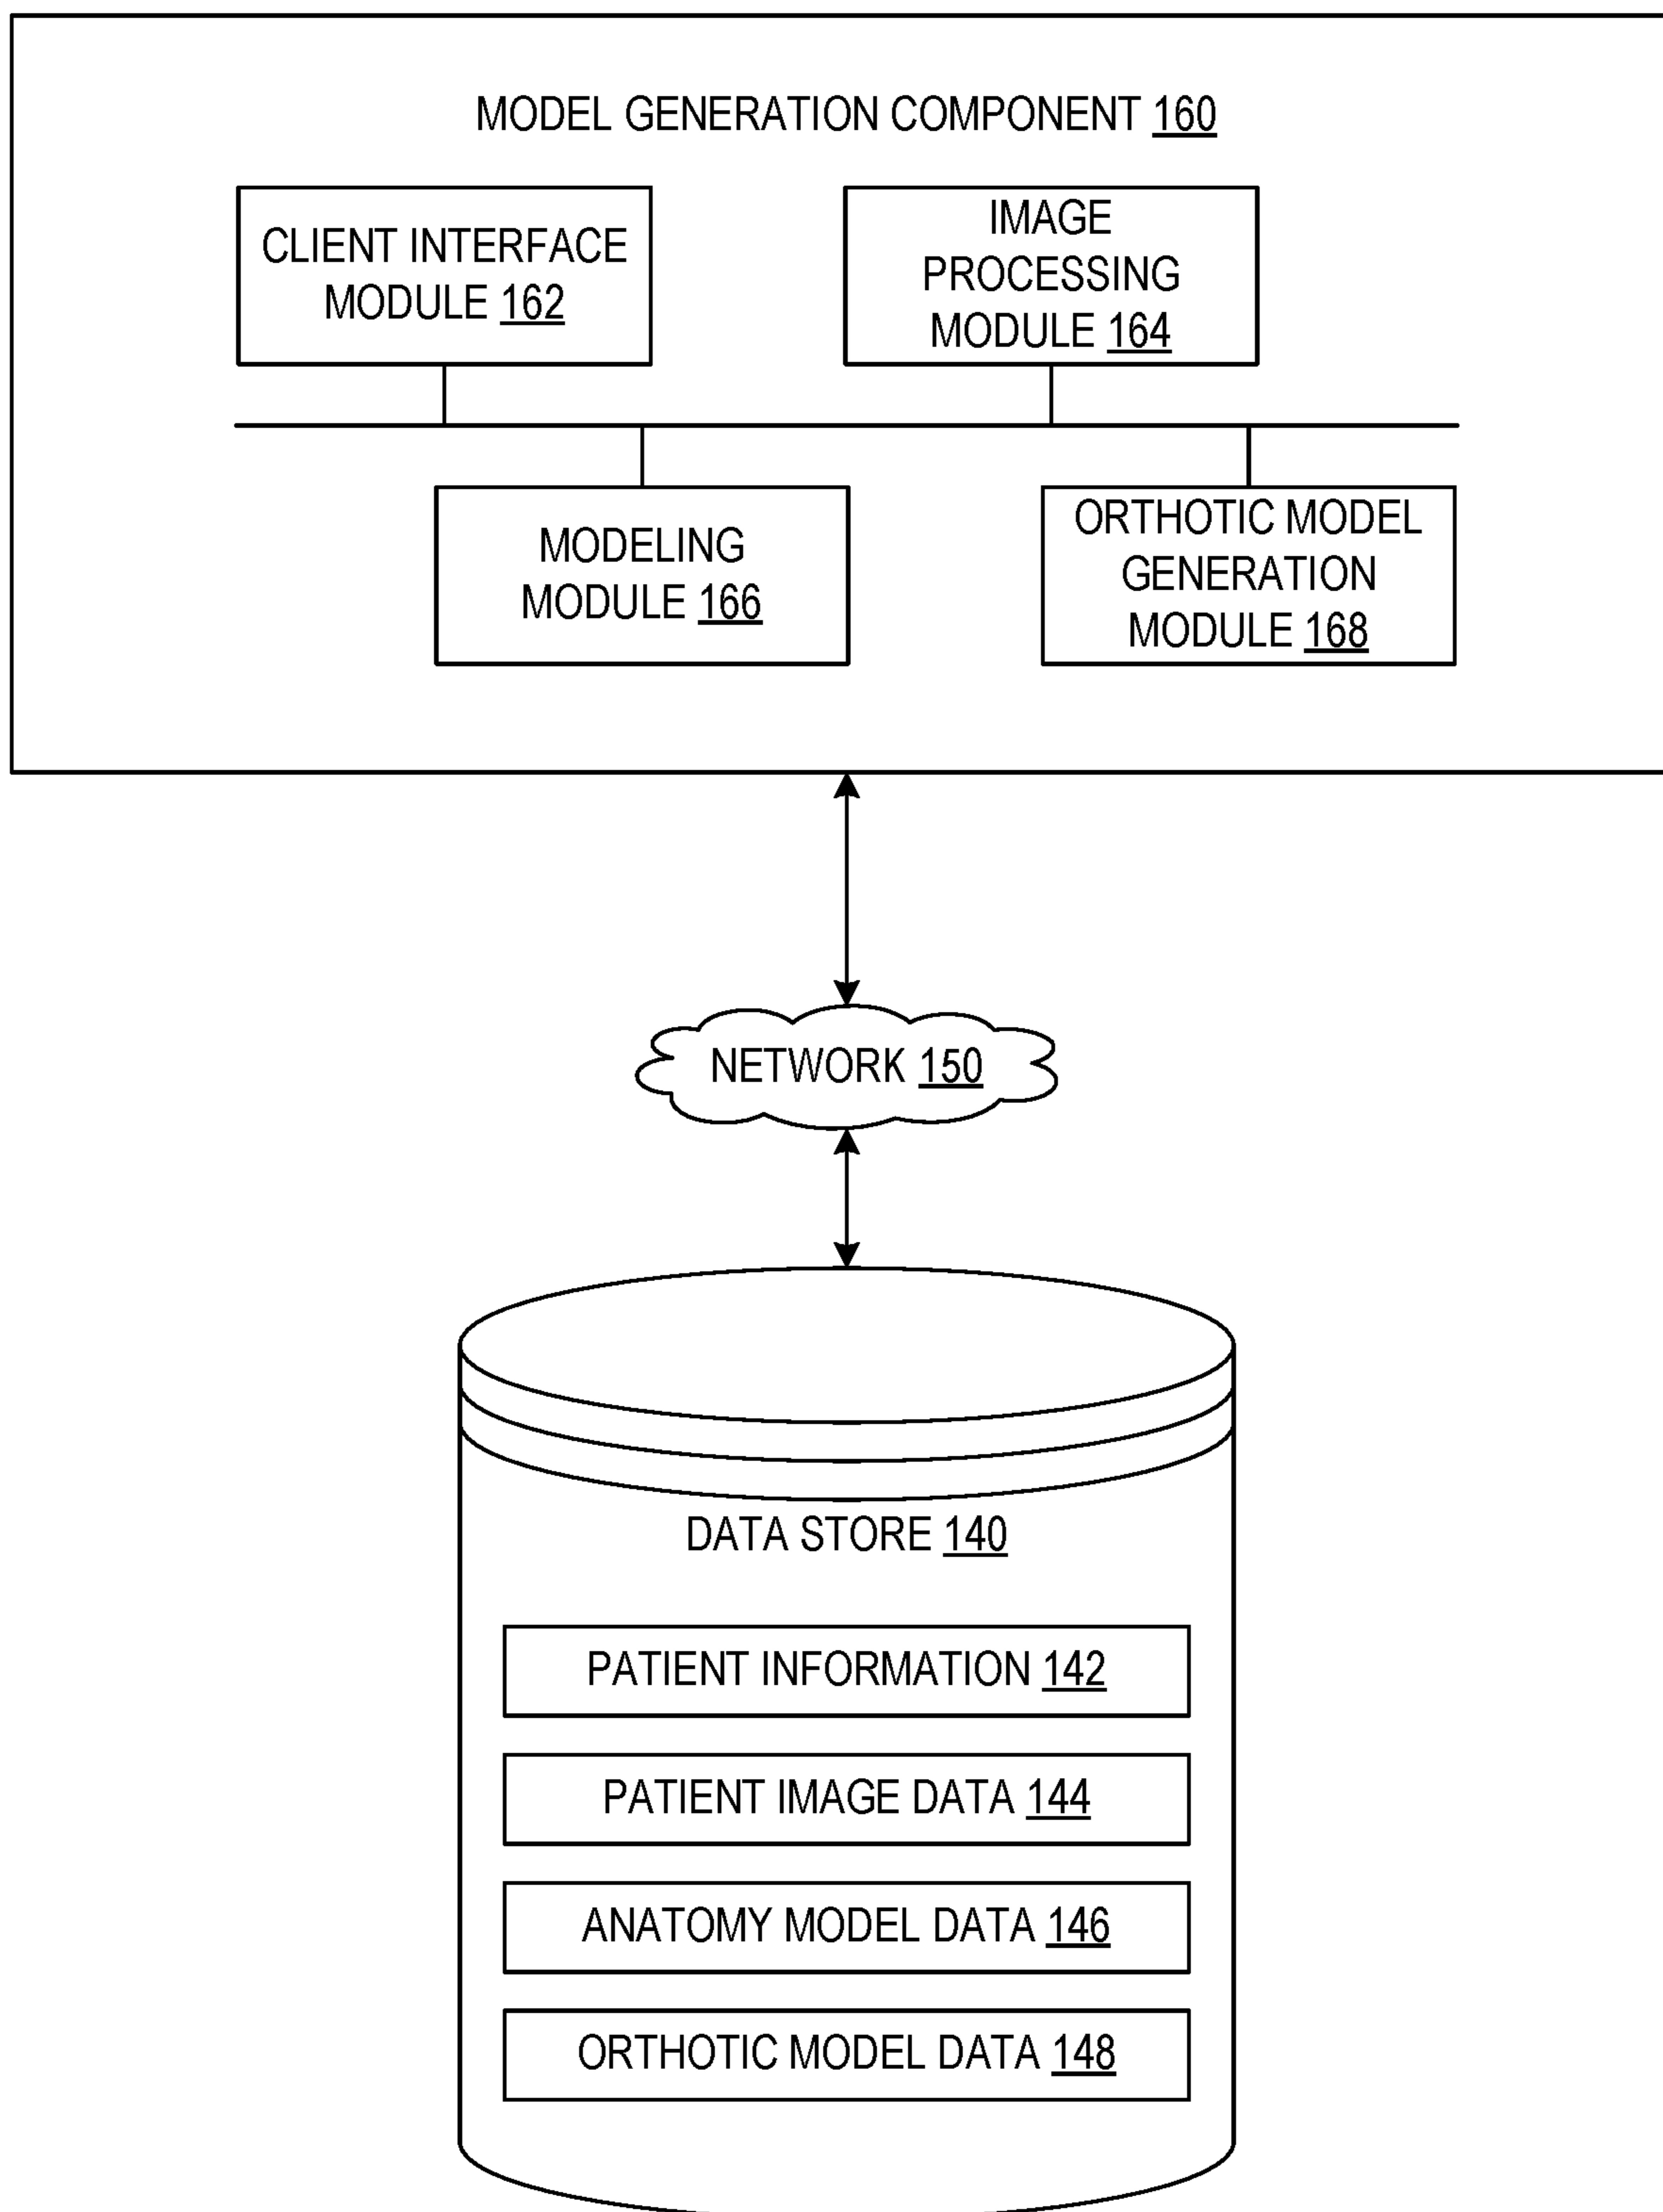 MODEL GENERATION COMPONENT 160
CLIENT INTERFACE
MODULE 162
IMAGE
PROCESSING
MODULE 164
MODELING
MODULE 166
ORTHOTIC MODEL
GENERATION
MODULE 168
NETWORK 150
DATA STORE 140
PATIENT INFORMATION 142
PATIENT IMAGE DATA 144
ANATOMY MODEL DATA 146
ORTHOTIC MODEL DATA 148